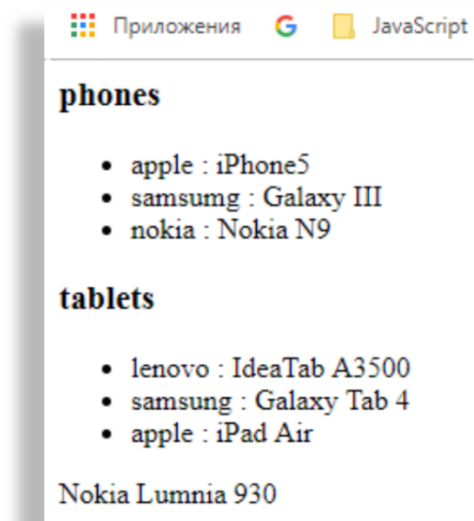 Приложения JavaScript
phones
apple : iPhone5
samsumg : Galaxy III
nokia : Nokia N9
tablets
lenovo : IdeaTab A3500
samsung : Galaxy Tab 4
apple : iPad Air
Nokia Lumnia 930